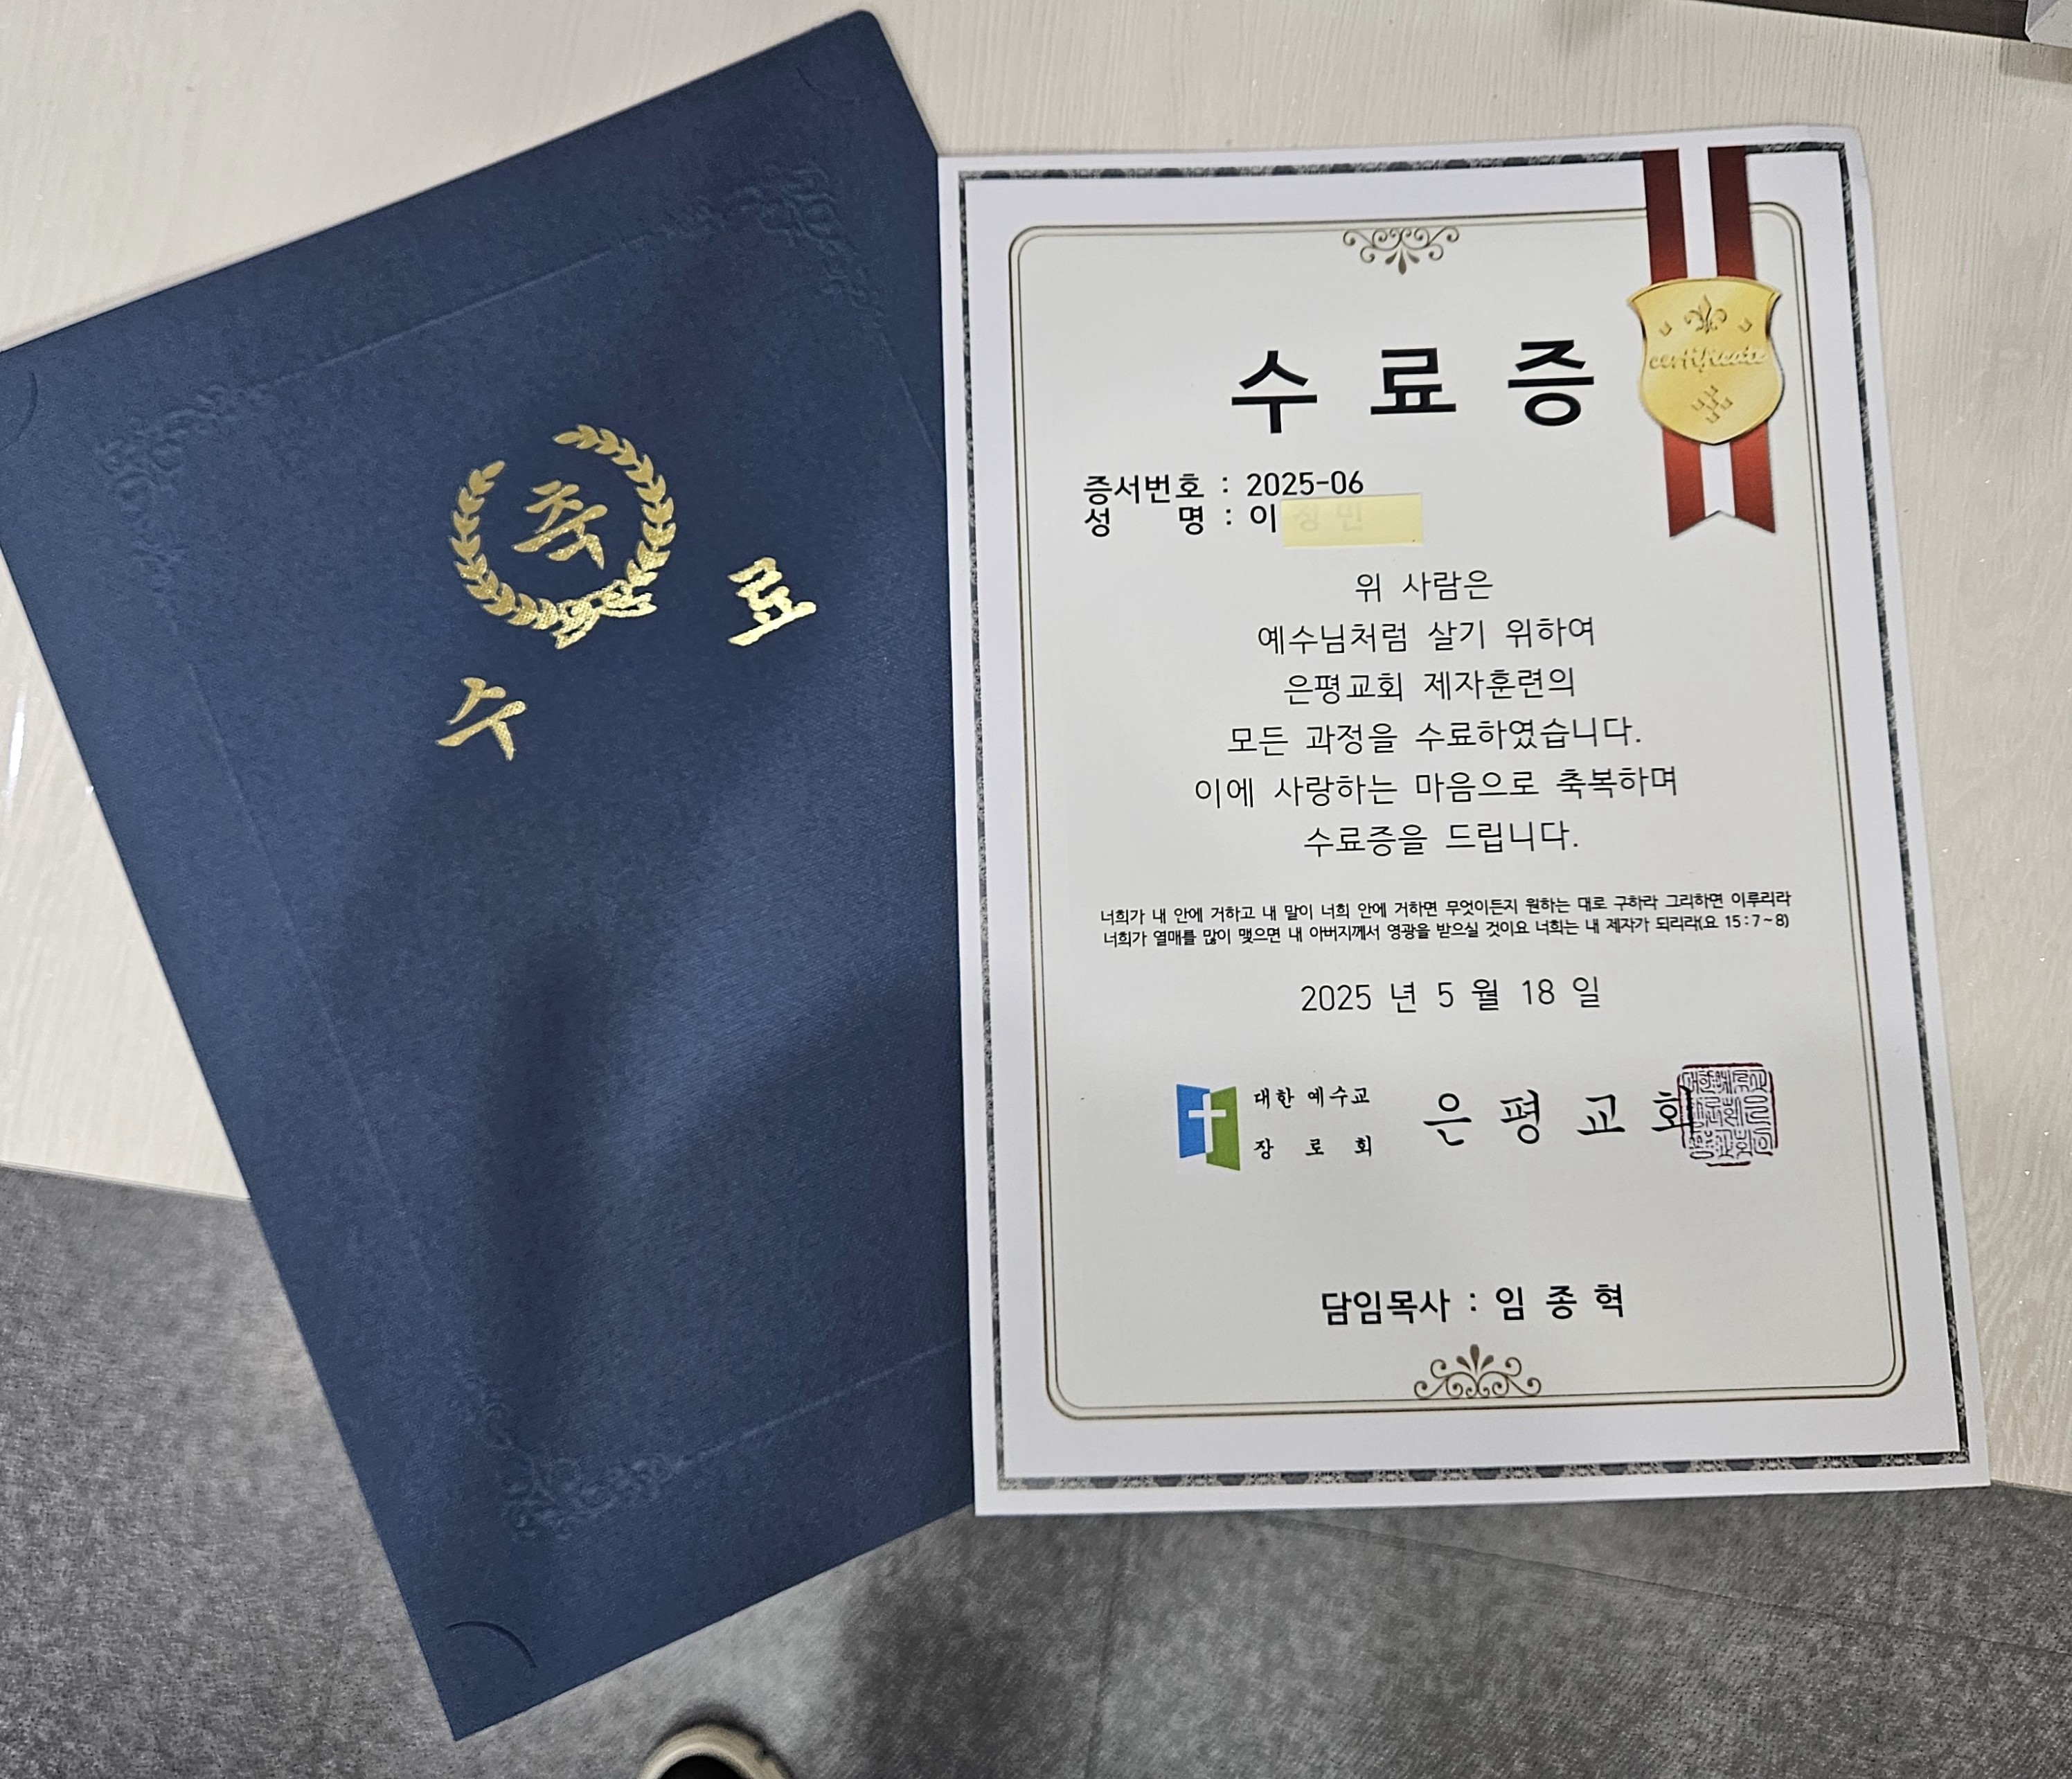 축
수료
수 료 증
certificate
증서번호 : 2025-06
성 명 : 이
위 사람은
예수님처럼 살기 위하여
은평교회 제자훈련의
모든 과정을 수료하였습니다.
이에 사랑하는 마음으로 축복하며
수료증을 드립니다.
너희가 내 안에 거하고 내 말이 너희 안에 거하면 무엇이든지 원하는 대로 구하라 그리하면 이루리라
너희가 열매를 많이 맺으면 내 아버지께서 영광을 받으실 것이요 너희는 내 제자가 되리라(요 15:7~8)
2025 년 5 월 18 일
대한 예수교
장 로 회
은 평 교 회
담임목사 : 임 종 혁